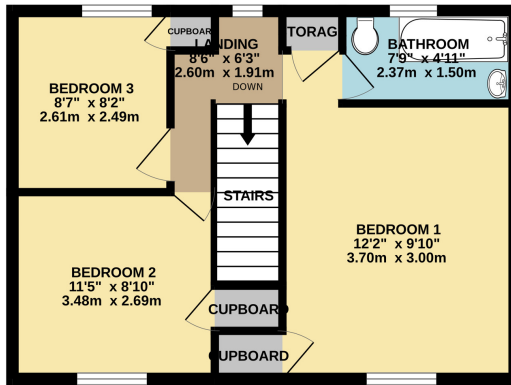 CUPBOARD
LANDING
8'6" x 6'3"
2.60m x 1.91m
DOWN
TORAG
BATHROOM
7'9" x 4'11"
2.37m x 1.50m
BEDROOM 3
8'7" x 8'2"
2.61m x 2.49m
STAIRS
BEDROOM 1
12'2" x 9'10"
3.70m x 3.00m
BEDROOM 2
11'5" x 8'10"
3.48m x 2.69m
CUPBOARD
CUPBOARD